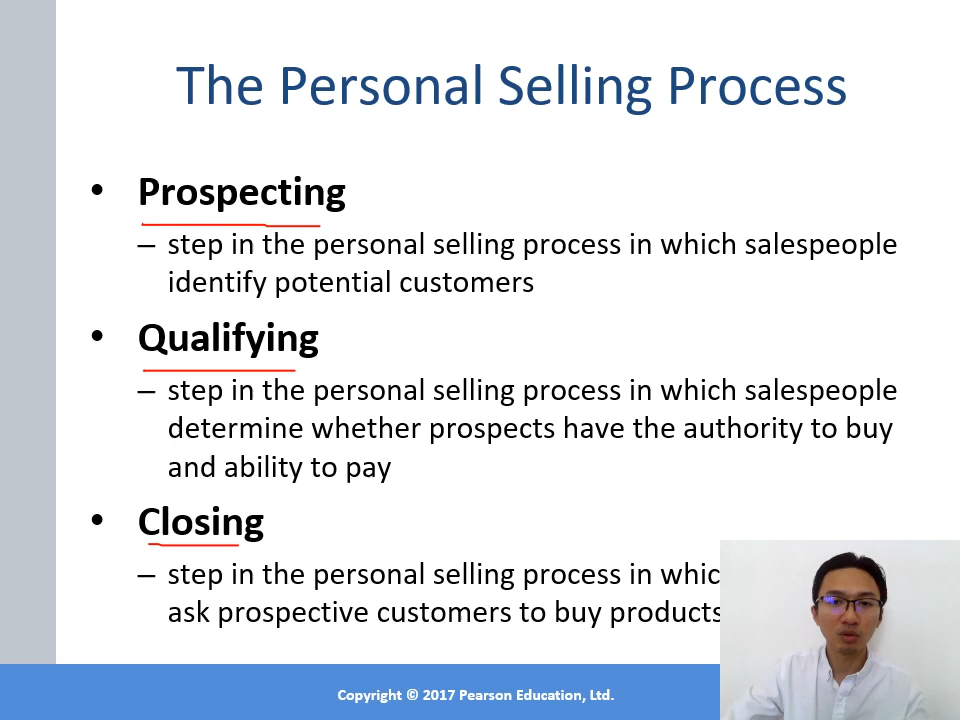 The Personal Selling Process
• Prospecting
– step in the personal selling process in which salespeople
identify potential customers
• Qualifying
– step in the personal selling process in which salespeople
determine whether prospects have the authority to buy
and ability to pay
• Closing
– step in the personal selling process in
ask prospective customers to buy products
Copyright © 2017 Pearson Education, Ltd.